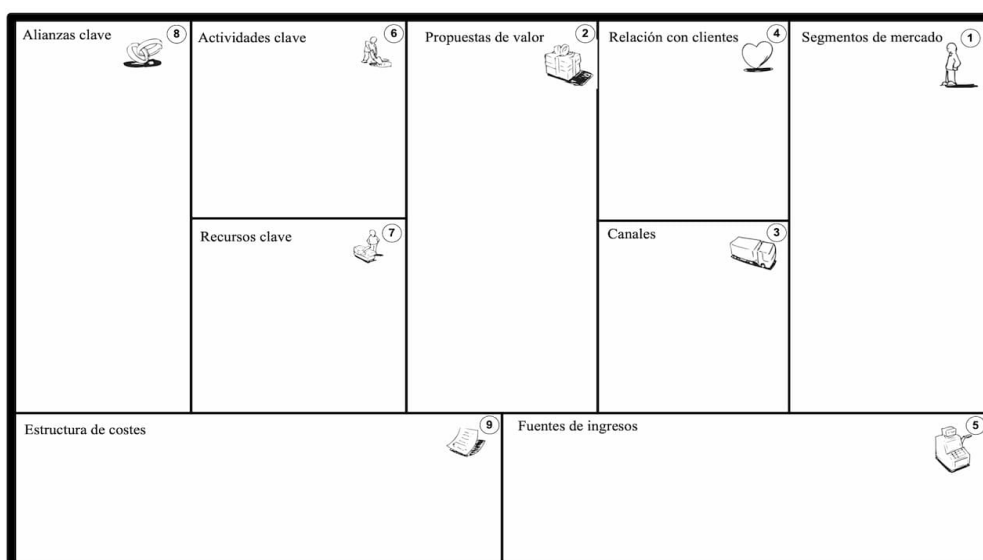 Alianzas clave
8
Actividades clave
6
Propuestas de valor
2
Relación con clientes
4
Segmentos de mercado
1
Recursos clave
7
Canales
3
Estructura de costes
9
Fuentes de ingresos
5